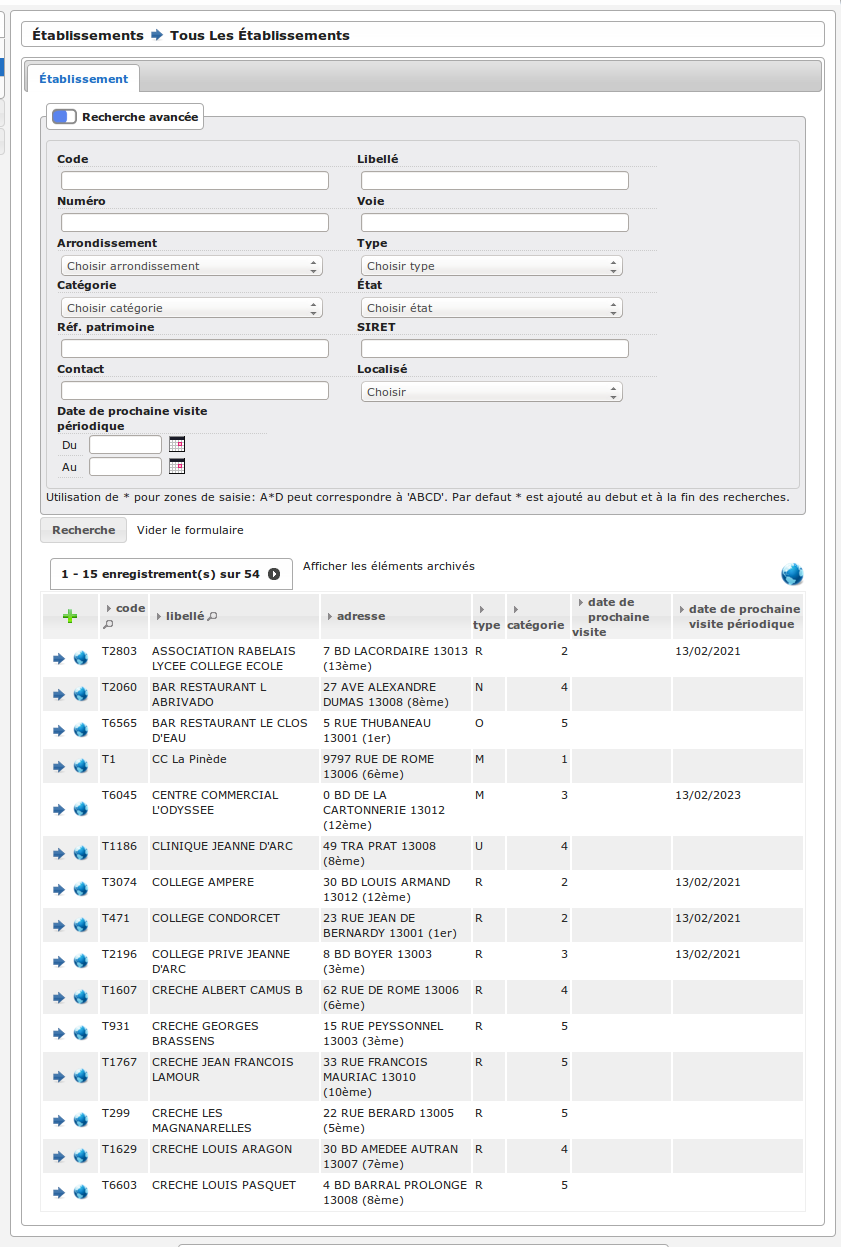 Établissements Tous Les Établissements
Établissement
Recherche avancée
Code Libellé
Numéro Voie
Arrondissement Type
Choisir arrondissement Choisir type
Catégorie État
Choisir catégorie Choisir état
Réf. patrimoine SIRET
Contact Localisé
Choisir
Date de prochaine visite
périodique
Du
Au
Utilisation de * pour zones de saisie: A*D peut correspondre à 'ABCD'. Par defaut * est ajouté au debut et à la fin des recherches.
Recherche Vider le formulaire
1 - 15 enregistrement(s) sur 54 Afficher les éléments archivés
code libellé adresse type catégorie date de prochaine visite date de prochaine visite périodique
T2803 ASSOCIATION RABELAIS 7 BD LACORDAIRE 13013 R 2 13/02/2021
LYCEE COLLEGE ECOLE (13ème)
T2060 BAR RESTAURANT L 27 AVE ALEXANDRE N 4
ABRIVADO DUMAS 13008 (8ème)
T6565 BAR RESTAURANT LE CLOS 5 RUE THUBANEAU O 5
D'EAU 13001 (1er)
T1 CC La Pinède 9797 RUE DE ROME M 1
13006 (6ème)
T6045 CENTRE COMMERCIAL 0 BD DE LA M 3 13/02/2023
L'ODYSSEE CARTONNERIE 13012
(12ème)
T1186 CLINIQUE JEANNE D'ARC 49 TRA PRAT 13008 U 4
(8ème)
T3074 COLLEGE AMPERE 30 BD LOUIS ARMAND R 2 13/02/2021
13012 (12ème)
T471 COLLEGE CONDORCET 23 RUE JEAN DE R 2 13/02/2021
BERNARDY 13001 (1er)
T2196 COLLEGE PRIVE JEANNE 8 BD BOYER 13003 R 3 13/02/2021
D'ARC (3ème)
T1607 CRECHE ALBERT CAMUS B 62 RUE DE ROME 13006 R 4
(6ème)
T931 CRECHE GEORGES 15 RUE PEYSSONNEL R 5
BRASSENS 13003 (3ème)
T1767 CRECHE JEAN FRANCOIS 33 RUE FRANCOIS R 5
LAMOUR MAURIAC 13010
(10ème)
T299 CRECHE LES 22 RUE BERARD 13005 R 5
MAGNANARELLES (5ème)
T1629 CRECHE LOUIS ARAGON 30 BD AMEDEE AUTRAN R 4
13007 (7ème)
T6603 CRECHE LOUIS PASQUET 4 BD BARRAL PROLONGE R 5
13008 (8ème)